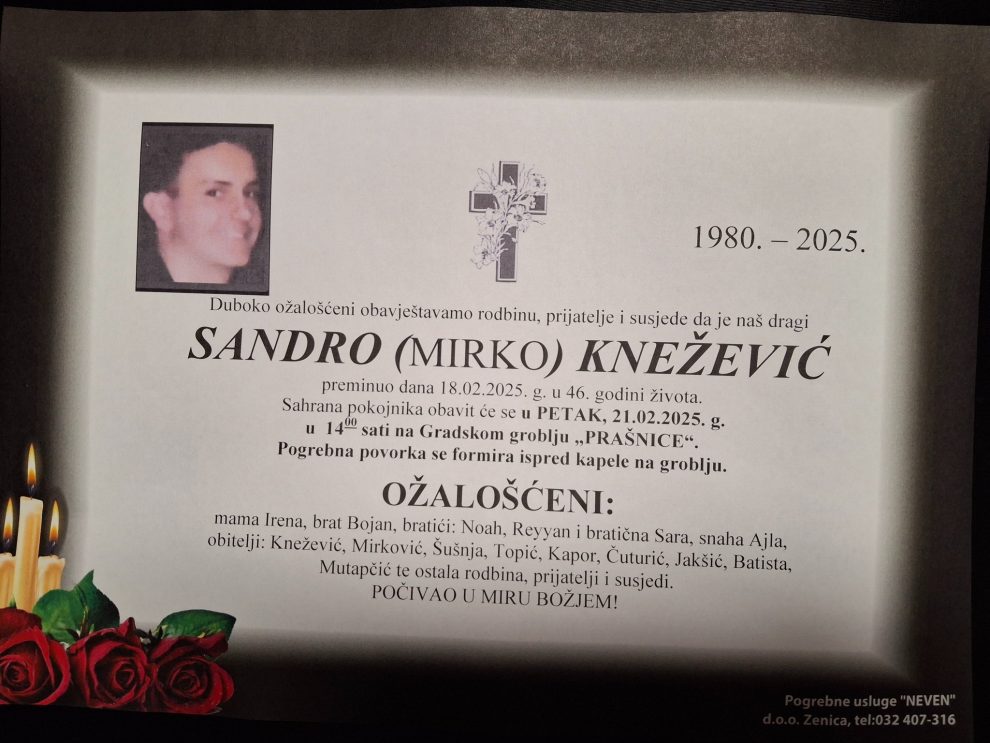 1980. – 2025.
Duboko ožalošćeni obavještavamo rodbinu, prijatelje i susjede da je naš dragi
SANDRO (MIRKO) KNEŽEVIĆ
preminuo dana 18.02.2025. g. u 46. godini života.
Sahrana pokojnika obavit će se u PETAK, 21.02.2025. g.
u 14⁰⁰ sati na Gradskom groblju „PRAŠNICE“.
Pogrebna povorka se formira ispred kapele na groblju.
OŽALOŠĆENI:
mama Irena, brat Bojan, bratići: Noah, Reyyan i bratična Sara, snaha Ajla,
obitelji: Knežević, Mirković, Šušnja, Topić, Kapor, Čuturić, Jakšić, Batista,
Mutapčić te ostala rodbina, prijatelji i susjedi.
POČIVAO U MIRU BOŽJEM!
Pogrebne usluge "NEVEN"
d.o.o. Zenica, tel:032 407-316